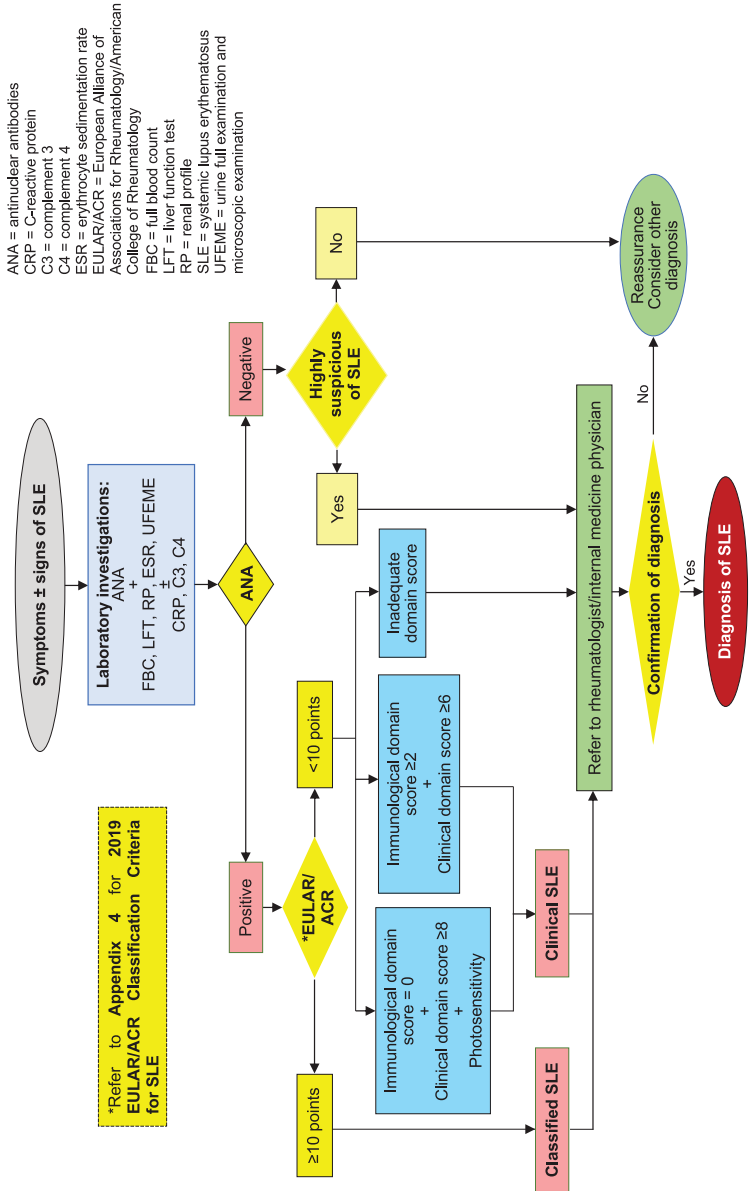 Symptoms ± signs of SLE
Laboratory investigations:
ANA
+
FBC, LFT, RP, ESR, UFEME
±
CRP, C3, C4
ANA = antinuclear antibodies
CRP = C-reactive protein
C3 = complement 3
C4 = complement 4
ESR = erythrocyte sedimentation rate
EULAR/ACR = European Alliance of
Associations for Rheumatology/American
College of Rheumatology
FBC = full blood count
LFT = liver function test
RP = renal profile
SLE = systemic lupus erythematosus
UFEME = urine full examination and
microscopic examination
*Refer to Appendix 4 for 2019
EULAR/ACR Classification Criteria
for SLE
ANA
Positive
Negative
*EULAR/
ACR
Highly
suspicious
of SLE
≥10 points
<10 points
Yes
No
Immunological domain
score = 0
+
Clinical domain score ≥8
+
Photosensitivity
Immunological domain
score ≥2
+
Clinical domain score ≥6
Inadequate
domain score
Classified SLE
Clinical SLE
Refer to rheumatologist/internal medicine physician
Confirmation of diagnosis
No
Reassurance
Consider other
diagnosis
Yes
Diagnosis of SLE